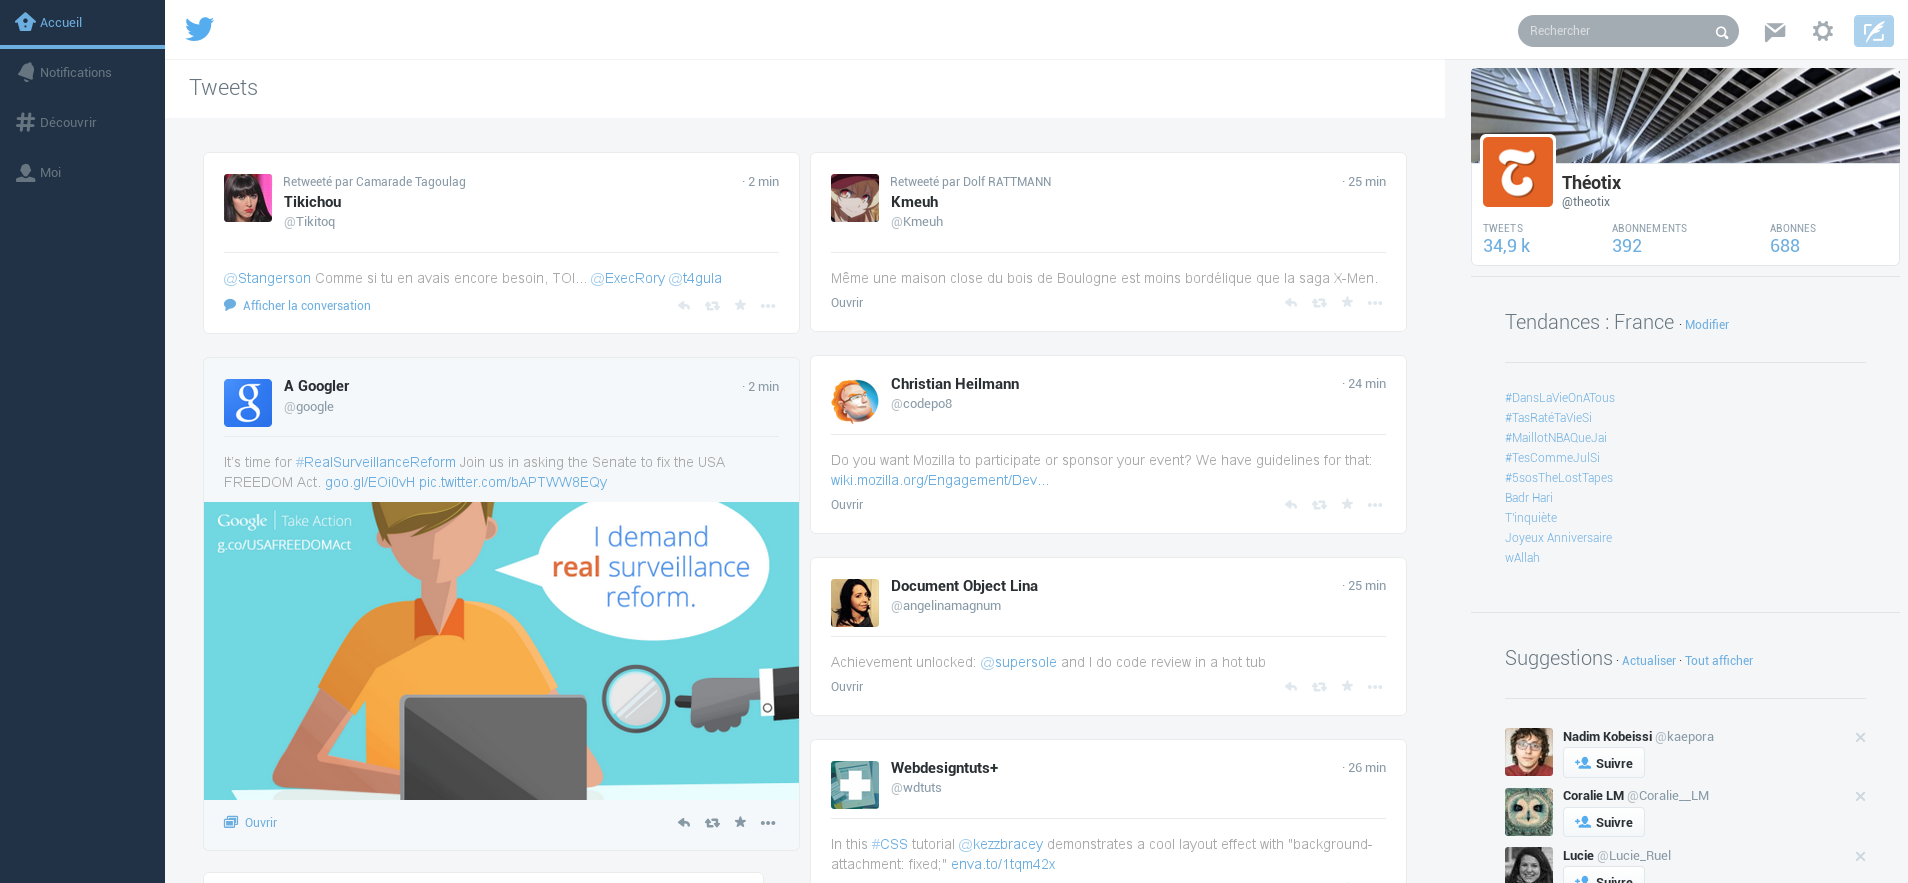 Accueil
Notifications
Découvrir
Moi
Rechercher
Tweets
Retweeté par Camarade Tagoulag
· 2 min
Tikichou
@Tikitoq
@Stangerson Comme si tu en avais encore besoin, TOI... @ExecRory @t4gula
Afficher la conversation
A Googler
· 2 min
@google
It's time for #RealSurveillanceReform Join us in asking the Senate to fix the USA
FREEDOM Act. goo.gl/EOi0vH pic.twitter.com/bAPTWW8EQy
Google | Take Action
g.co/USAFREEDOMAct
I demand
real surveillance
reform.
Ouvrir
Retweeté par Dolf RATTMANN
· 25 min
Kmeuh
@Kmeuh
Même une maison close du bois de Boulogne est moins bordélique que la saga X-Men.
Ouvrir
Christian Heilmann
· 24 min
@codepo8
Do you want Mozilla to participate or sponsor your event? We have guidelines for that:
wiki.mozilla.org/Engagement/Dev...
Ouvrir
Document Object Lina
· 25 min
@angelinamagnum
Achievement unlocked: @supersole and I do code review in a hot tub
Ouvrir
Webdesigntuts+
· 26 min
@wdtuts
In this #CSS tutorial @kezzbracey demonstrates a cool layout effect with "background-
attachment: fixed;" enva.to/1tqm42x
Théotix
@theotix
TWEETS ABONNEMENTS ABONNES
34,9 k 392 688
Tendances : France · Modifier
#DansLaVieOnATous
#TasRatéTaVieSi
#MaillotNBAQueJai
#TesCommeJulSi
#5sosTheLostTapes
Badr Hari
T'inquiète
Joyeux Anniversaire
wAllah
Suggestions · Actualiser · Tout afficher
Nadim Kobeissi @kaepora
Suivre
Coralie LM @Coralie__LM
Suivre
Lucie @Lucie_Ruel
Suivre